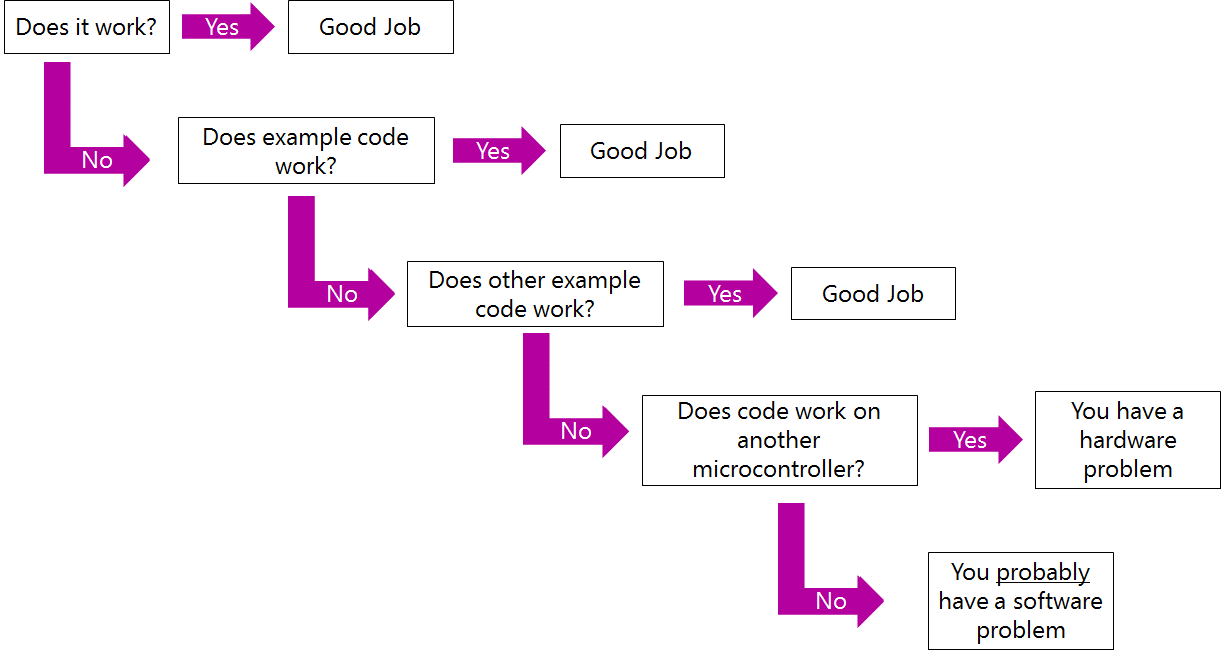 Does it work?
Yes
Good Job
No
Does example code
work?
Yes
Good Job
No
Does other example
code work?
Yes
Good Job
No
Does code work on
another
microcontroller?
Yes
You have a
hardware
problem
No
You probably
have a software
problem